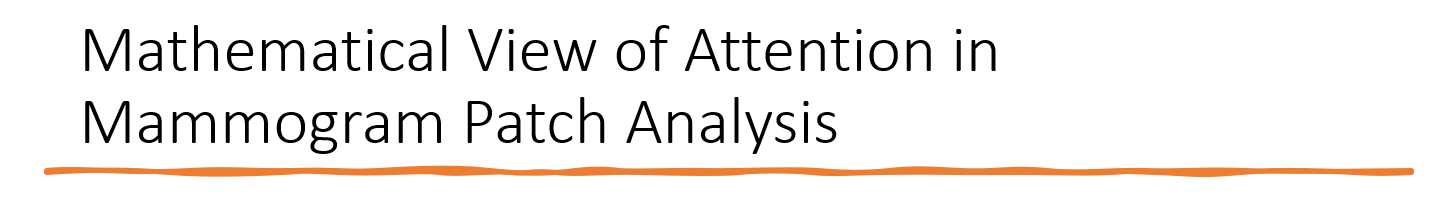 Mathematical View of Attention in
Mammogram Patch Analysis